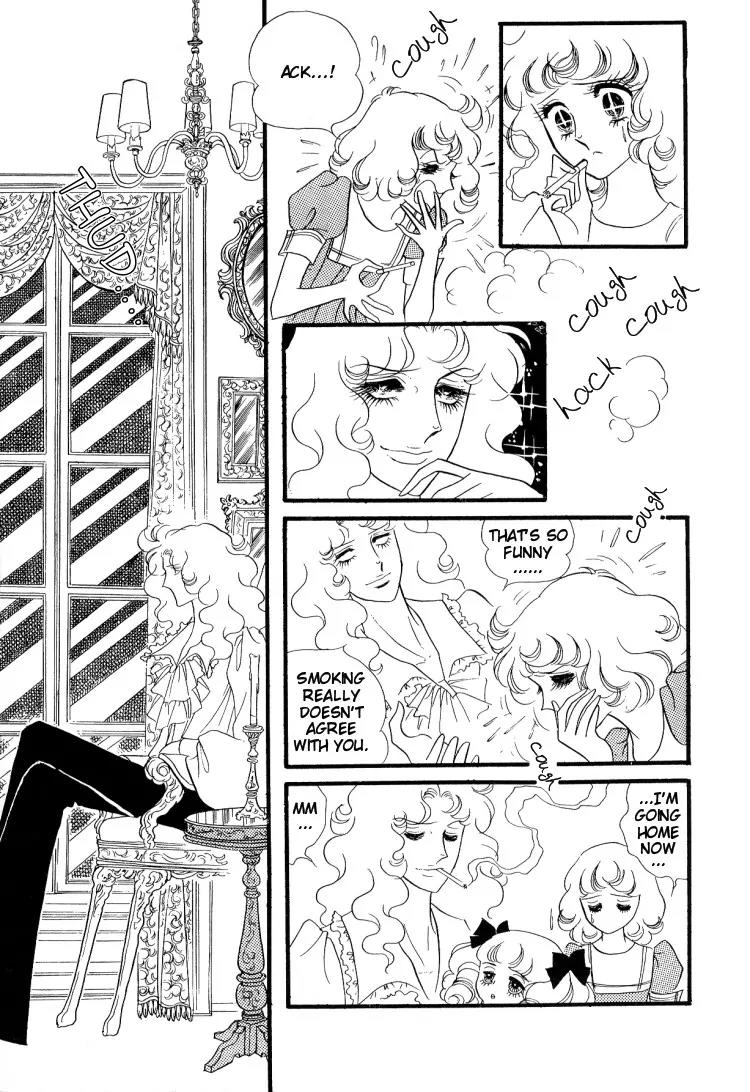 cough
ACK...!
cough
cough
hack
cough
THAT'S SO
FUNNY
......
SMOKING
REALLY
DOESN'T
AGREE
WITH YOU.
cough
...I'M
GOING
HOME
NOW
...
MM
...
THUD...